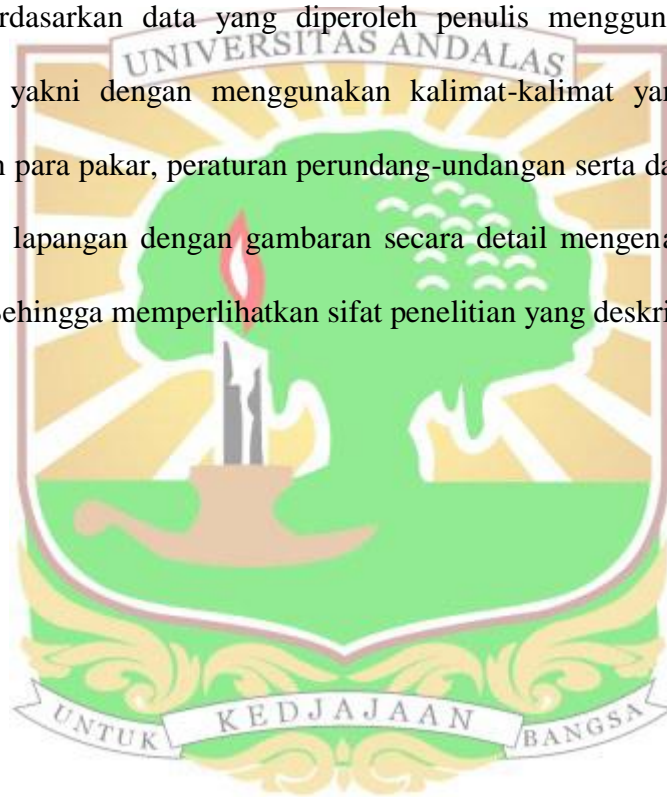 rdasarkan data yang diperoleh penulis menggun
UNIVERSITAS ANDALAS
yakni dengan menggunakan kalimat-kalimat yan
n para pakar, peraturan perundang-undangan serta da
lapangan dengan gambaran secara detail mengena
Sehingga memperlihatkan sifat penelitian yang deskri
UNTUK KEDJAJAAN BANGSA